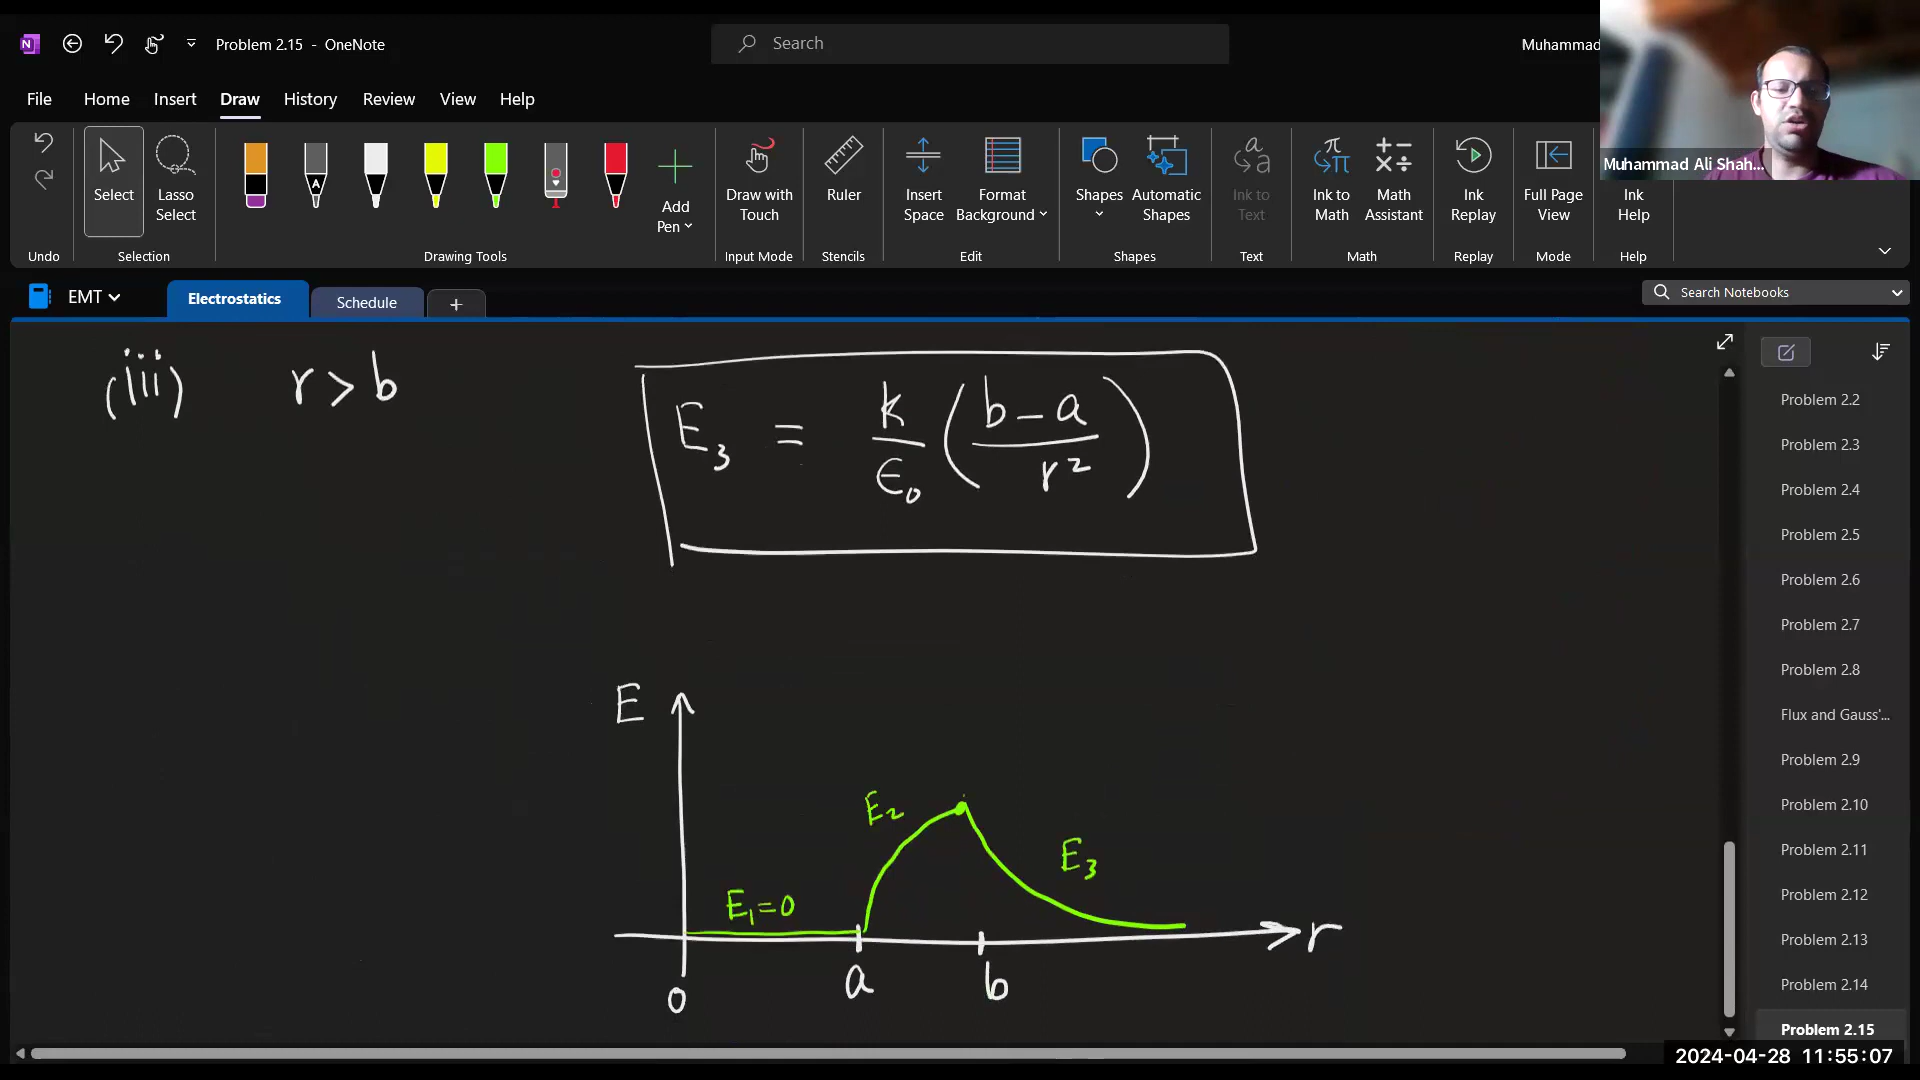 Problem 2.15 - OneNote
Search
Muhammad
File Home Insert Draw History Review View Help
Undo
Select
Lasso Select
Selection
Drawing Tools
Add Pen
Draw with Touch
Input Mode
Ruler
Stencils
Insert Space
Format Background
Edit
Shapes
Automatic Shapes
Shapes
Ink to Text
Text
Ink to Math
Math Assistant
Math
Ink Replay
Replay
Full Page View
Mode
Ink Help
Help
Muhammad Ali Shah...
EMT
Electrostatics
Schedule
+
Search Notebooks
(iii) r > b
E₃ = k/ϵ₀ ((b-a)/r²)
E
E₂
E₃
E₁=0
r
0
a
b
Problem 2.2
Problem 2.3
Problem 2.4
Problem 2.5
Problem 2.6
Problem 2.7
Problem 2.8
Flux and Gauss'...
Problem 2.9
Problem 2.10
Problem 2.11
Problem 2.12
Problem 2.13
Problem 2.14
Problem 2.15
2024-04-28 11:55:07